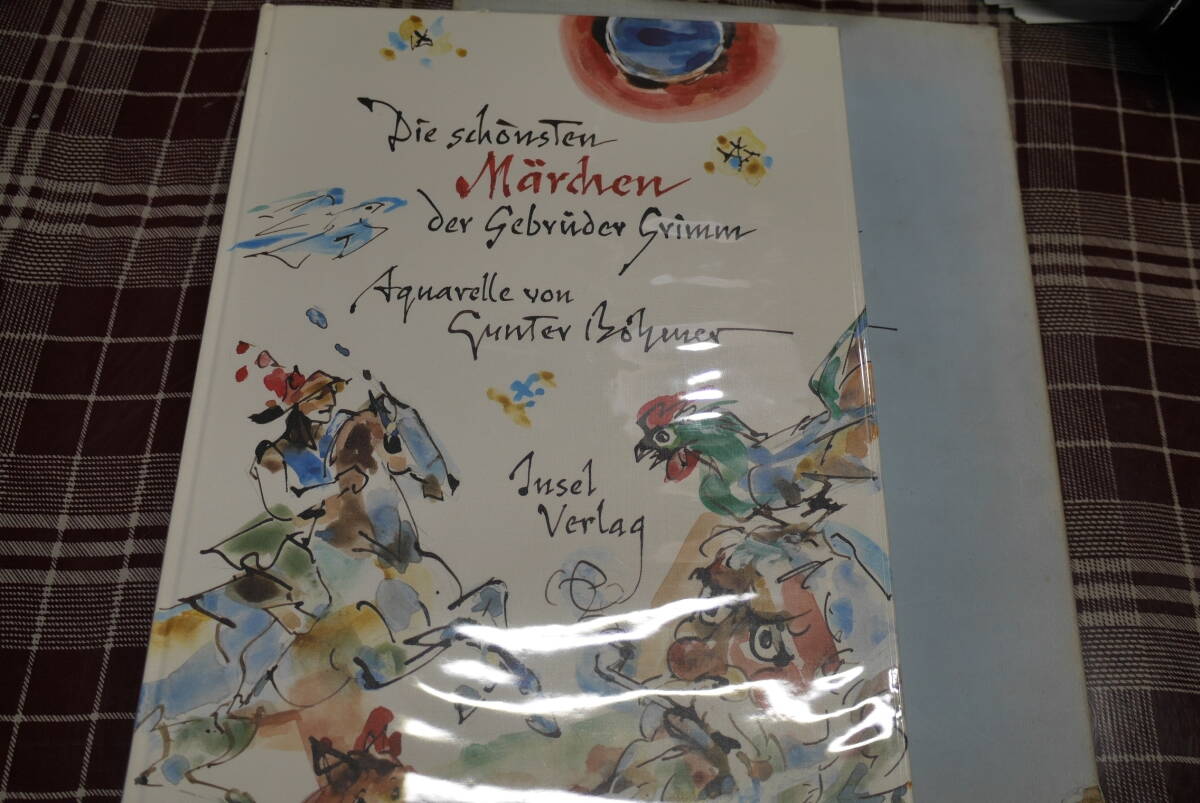 Die schönsten
Märchen
der Gebrüder Grimm
Aquarelle von
Gunter Böhmer
Insel
Verlag